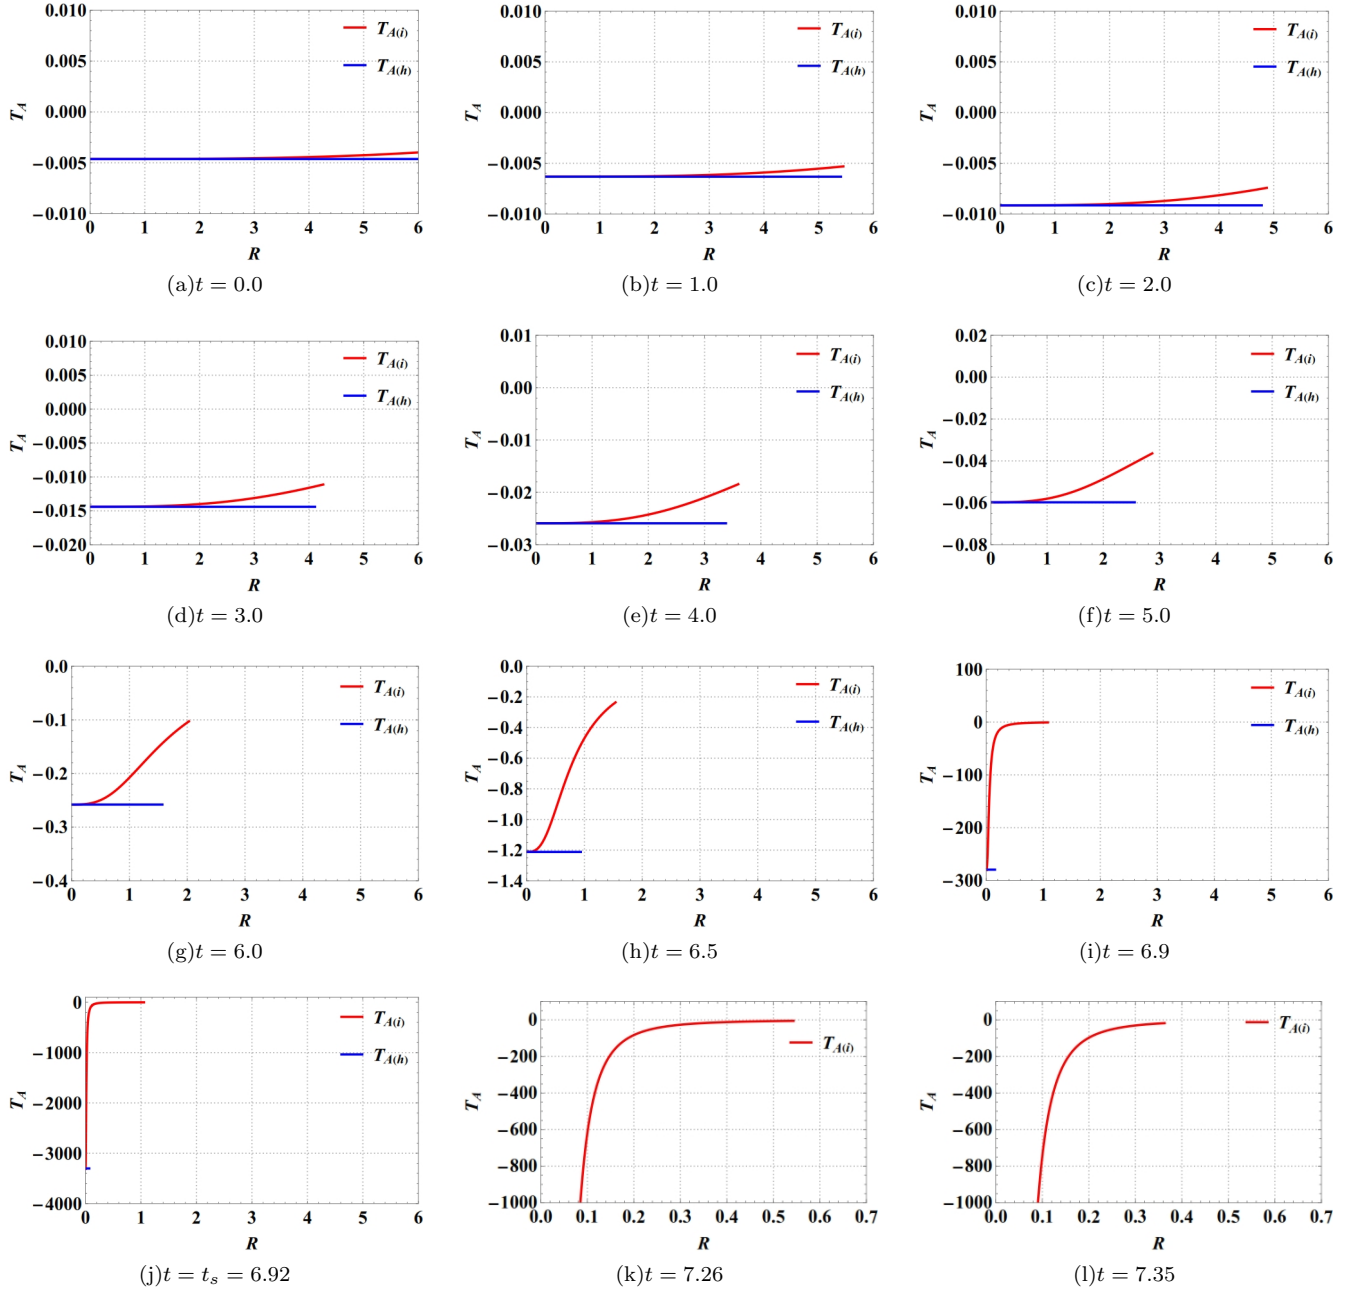 0.010
0.005
0.000
−0.005
−0.010
T_A
0 1 2 3 4 5 6
R
T_A(i)
T_A(h)
(a)t = 0.0
0.010
0.005
0.000
−0.005
−0.010
T_A
0 1 2 3 4 5 6
R
T_A(i)
T_A(h)
(b)t = 1.0
0.010
0.005
0.000
−0.005
−0.010
T_A
0 1 2 3 4 5 6
R
T_A(i)
T_A(h)
(c)t = 2.0
0.010
0.005
0.000
−0.005
−0.010
−0.015
−0.020
T_A
0 1 2 3 4 5 6
R
T_A(i)
T_A(h)
(d)t = 3.0
0.01
0.00
−0.01
−0.02
−0.03
T_A
0 1 2 3 4 5 6
R
T_A(i)
T_A(h)
(e)t = 4.0
0.02
0.00
−0.02
−0.04
−0.06
−0.08
T_A
0 1 2 3 4 5 6
R
T_A(i)
T_A(h)
(f)t = 5.0
0.0
−0.1
−0.2
−0.3
−0.4
T_A
0 1 2 3 4 5 6
R
T_A(i)
T_A(h)
(g)t = 6.0
0.0
−0.2
−0.4
−0.6
−0.8
−1.0
−1.2
−1.4
T_A
0 1 2 3 4 5 6
R
T_A(i)
T_A(h)
(h)t = 6.5
100
0
−100
−200
−300
T_A
0 1 2 3 4 5 6
R
T_A(i)
T_A(h)
(i)t = 6.9
0
−1000
−2000
−3000
−4000
T_A
0 1 2 3 4 5 6
R
T_A(i)
T_A(h)
(j)t = t_s = 6.92
0
−200
−400
−600
−800
−1000
T_A
0.0 0.1 0.2 0.3 0.4 0.5 0.6 0.7
R
T_A(i)
(k)t = 7.26
0
−200
−400
−600
−800
−1000
T_A
0.0 0.1 0.2 0.3 0.4 0.5 0.6 0.7
R
T_A(i)
(l)t = 7.35